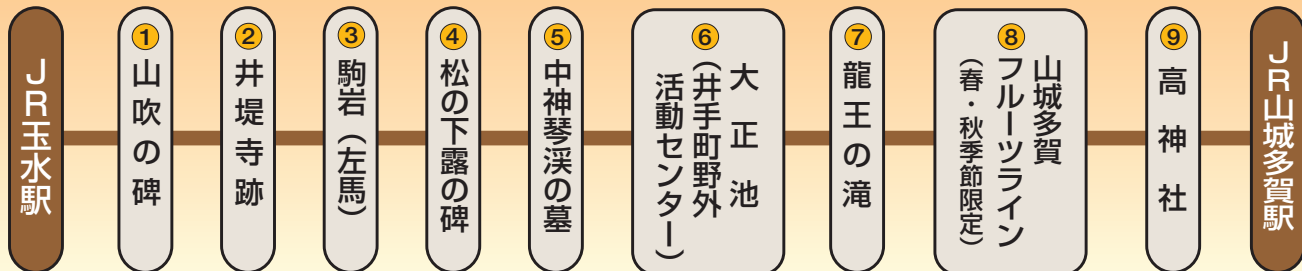 JR玉水駅
① 山吹の碑
② 井堤寺跡
③ 駒岩（左馬）
④ 松の下露の碑
⑤ 中神琴渓の墓
⑥ 大正池
（井手町野外
活動センター）
⑦ 龍王の滝
⑧ 山城多賀
フルーツライン
（春・秋季節限定）
⑨ 高神社
JR山城多賀駅